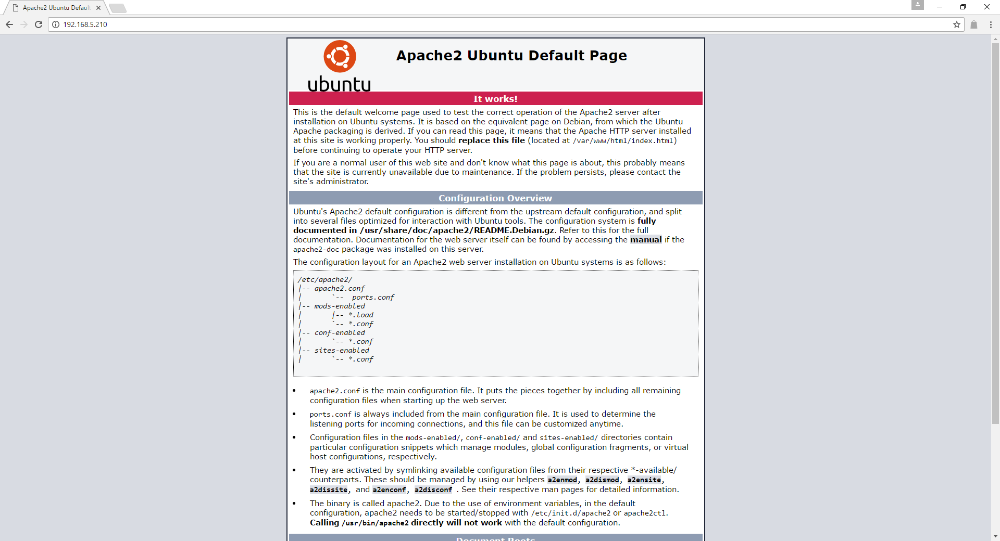 Apache2 Ubuntu Default
192.168.5.210
ubuntu
Apache2 Ubuntu Default Page
It works!
This is the default welcome page used to test the correct operation of the Apache2 server after
installation on Ubuntu systems. It is based on the equivalent page on Debian, from which the Ubuntu
Apache packaging is derived. If you can read this page, it means that the Apache HTTP server installed
at this site is working properly. You should replace this file (located at /var/www/html/index.html)
before continuing to operate your HTTP server.
If you are a normal user of this web site and don't know what this page is about, this probably means
that the site is currently unavailable due to maintenance. If the problem persists, please contact the
site's administrator.
Configuration Overview
Ubuntu's Apache2 default configuration is different from the upstream default configuration, and split
into several files optimized for interaction with Ubuntu tools. The configuration system is fully
documented in /usr/share/doc/apache2/README.Debian.gz. Refer to this for the full
documentation. Documentation for the web server itself can be found by accessing the manual if the
apache2-doc package was installed on this server.
The configuration layout for an Apache2 web server installation on Ubuntu systems is as follows:
/etc/apache2/
|-- apache2.conf
|       `--  ports.conf
|-- mods-enabled
|       |-- *.load
|       `-- *.conf
|-- conf-enabled
|       `-- *.conf
|-- sites-enabled
|       `-- *.conf
• apache2.conf is the main configuration file. It puts the pieces together by including all remaining
configuration files when starting up the web server.
• ports.conf is always included from the main configuration file. It is used to determine the
listening ports for incoming connections, and this file can be customized anytime.
• Configuration files in the mods-enabled/, conf-enabled/ and sites-enabled/ directories contain
particular configuration snippets which manage modules, global configuration fragments, or virtual
host configurations, respectively.
• They are activated by symlinking available configuration files from their respective *-available/
counterparts. These should be managed by using our helpers a2enmod, a2dismod, a2ensite,
a2dissite, and a2enconf, a2disconf . See their respective man pages for detailed information.
• The binary is called apache2. Due to the use of environment variables, in the default
configuration, apache2 needs to be started/stopped with /etc/init.d/apache2 or apache2ctl.
Calling /usr/bin/apache2 directly will not work with the default configuration.
Document Roots